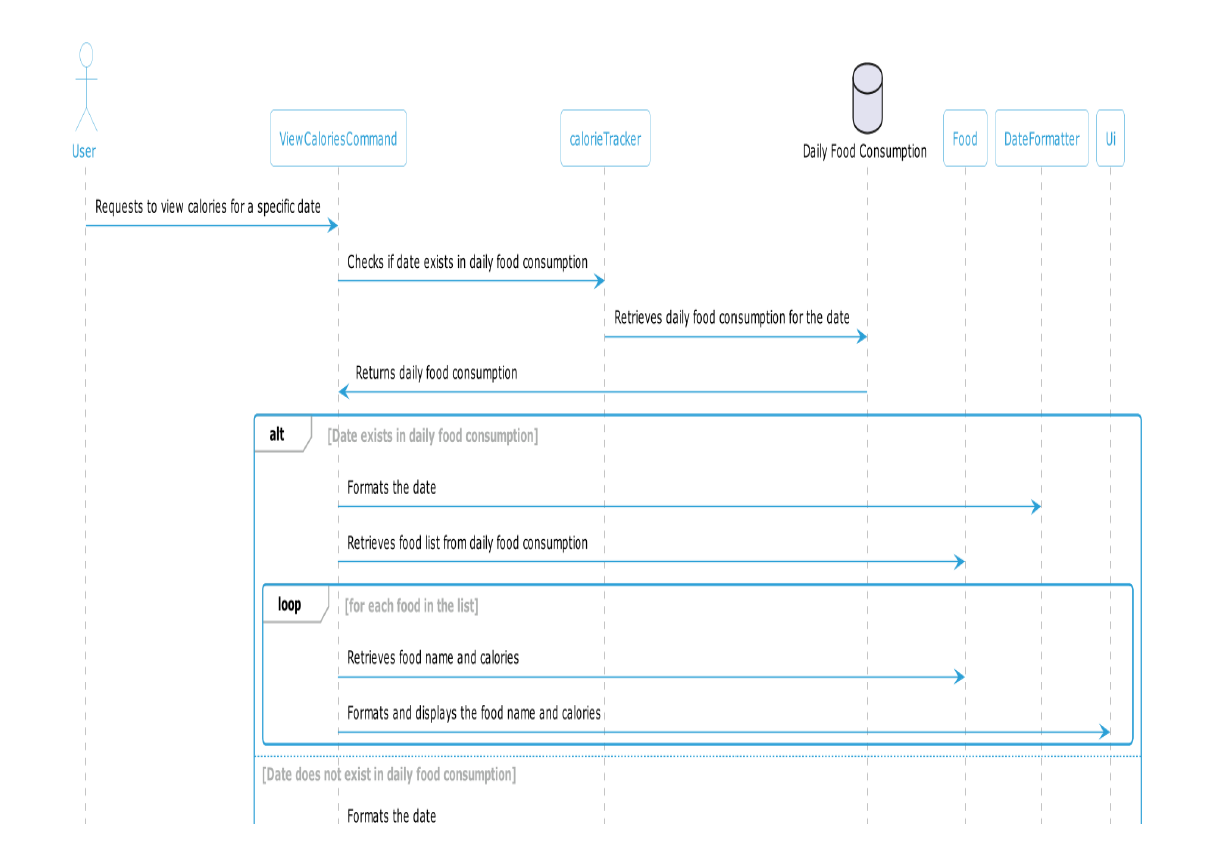 User
ViewCaloriesCommand
calorieTracker
Daily Food Consumption
Food
DateFormatter
Ui
Requests to view calories for a specific date
Checks if date exists in daily food consumption
Retrieves daily food consumption for the date
Returns daily food consumption
alt
[Date exists in daily food consumption]
Formats the date
Retrieves food list from daily food consumption
loop
[for each food in the list]
Retrieves food name and calories
Formats and displays the food name and calories
[Date does not exist in daily food consumption]
Formats the date